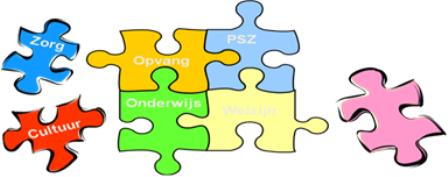 Zorg
PSZ
Opvang
Onderwijs
Welzijn
Cultuur